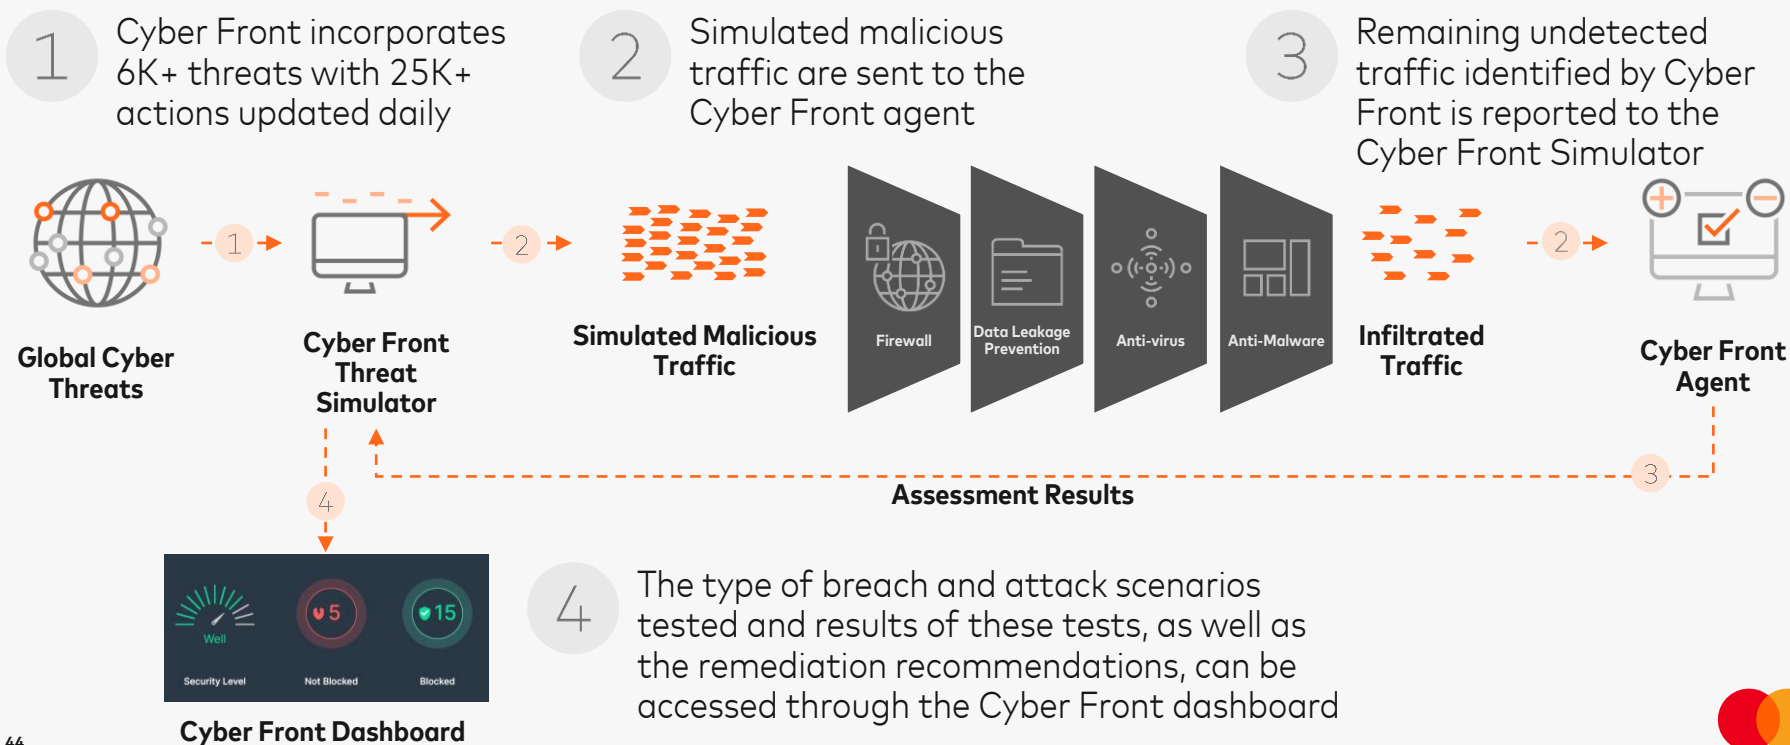 1
Cyber Front incorporates
6K+ threats with 25K+
actions updated daily
2
Simulated malicious
traffic are sent to the
Cyber Front agent
3
Remaining undetected
traffic identified by Cyber
Front is reported to the
Cyber Front Simulator
1
2
2
Global Cyber
Threats
Cyber Front
Threat
Simulator
Simulated Malicious
Traffic
Firewall
Data Leakage
Prevention
Anti-virus
Anti-Malware
Infiltrated
Traffic
Cyber Front
Agent
3
Assessment Results
4
Well
5
15
Security Level
Not Blocked
Blocked
Cyber Front Dashboard
4
The type of breach and attack scenarios
tested and results of these tests, as well as
the remediation recommendations, can be
accessed through the Cyber Front dashboard
44